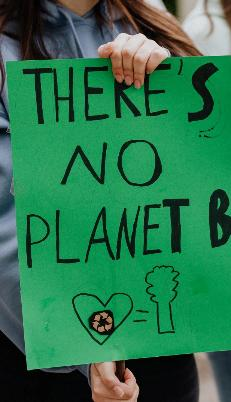 THERE'S
NO
PLANET B
=